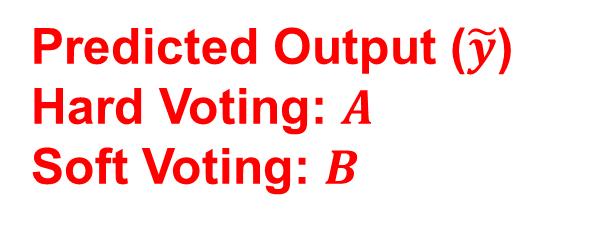 Predicted Output (ỹ)
Hard Voting: A
Soft Voting: B